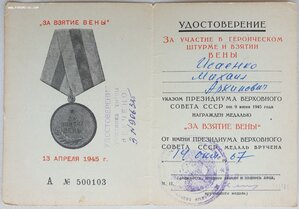 „ЗА ВЗЯТИЕ ВЕНЫ“
13 АПРЕЛЯ 1945 г.
А № 500103
УДОСТОВЕРЕНИЕ
ЗА УЧАСТИЕ В ГЕРОИЧЕСКОМ
ШТУРМЕ И ВЗЯТИИ
ВЕНЫ
Исаенко
Михаил
УКАЗОМ ПРЕЗИДИУМА ВЕРХОВНОГО
СОВЕТА СССР от 9 июня 1945 года
НАГРАЖДЕН МЕДАЛЬЮ
„ЗА ВЗЯТИЕ ВЕНЫ“
ОТ ИМЕНИ ПРЕЗИДИУМА ВЕРХОВНОГО
СОВЕТА СССР МЕДАЛЬ ВРУЧЕНА
67
М. П.